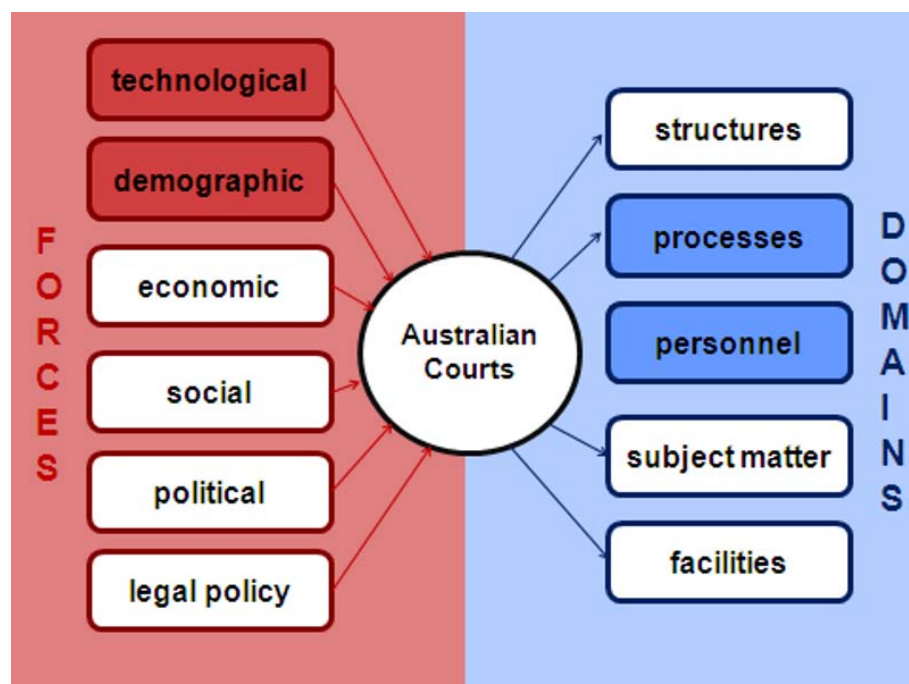 FORCES
technological
demographic
economic
social
political
legal policy
Australian
Courts
structures
processes
personnel
subject matter
facilities
DOMAINS